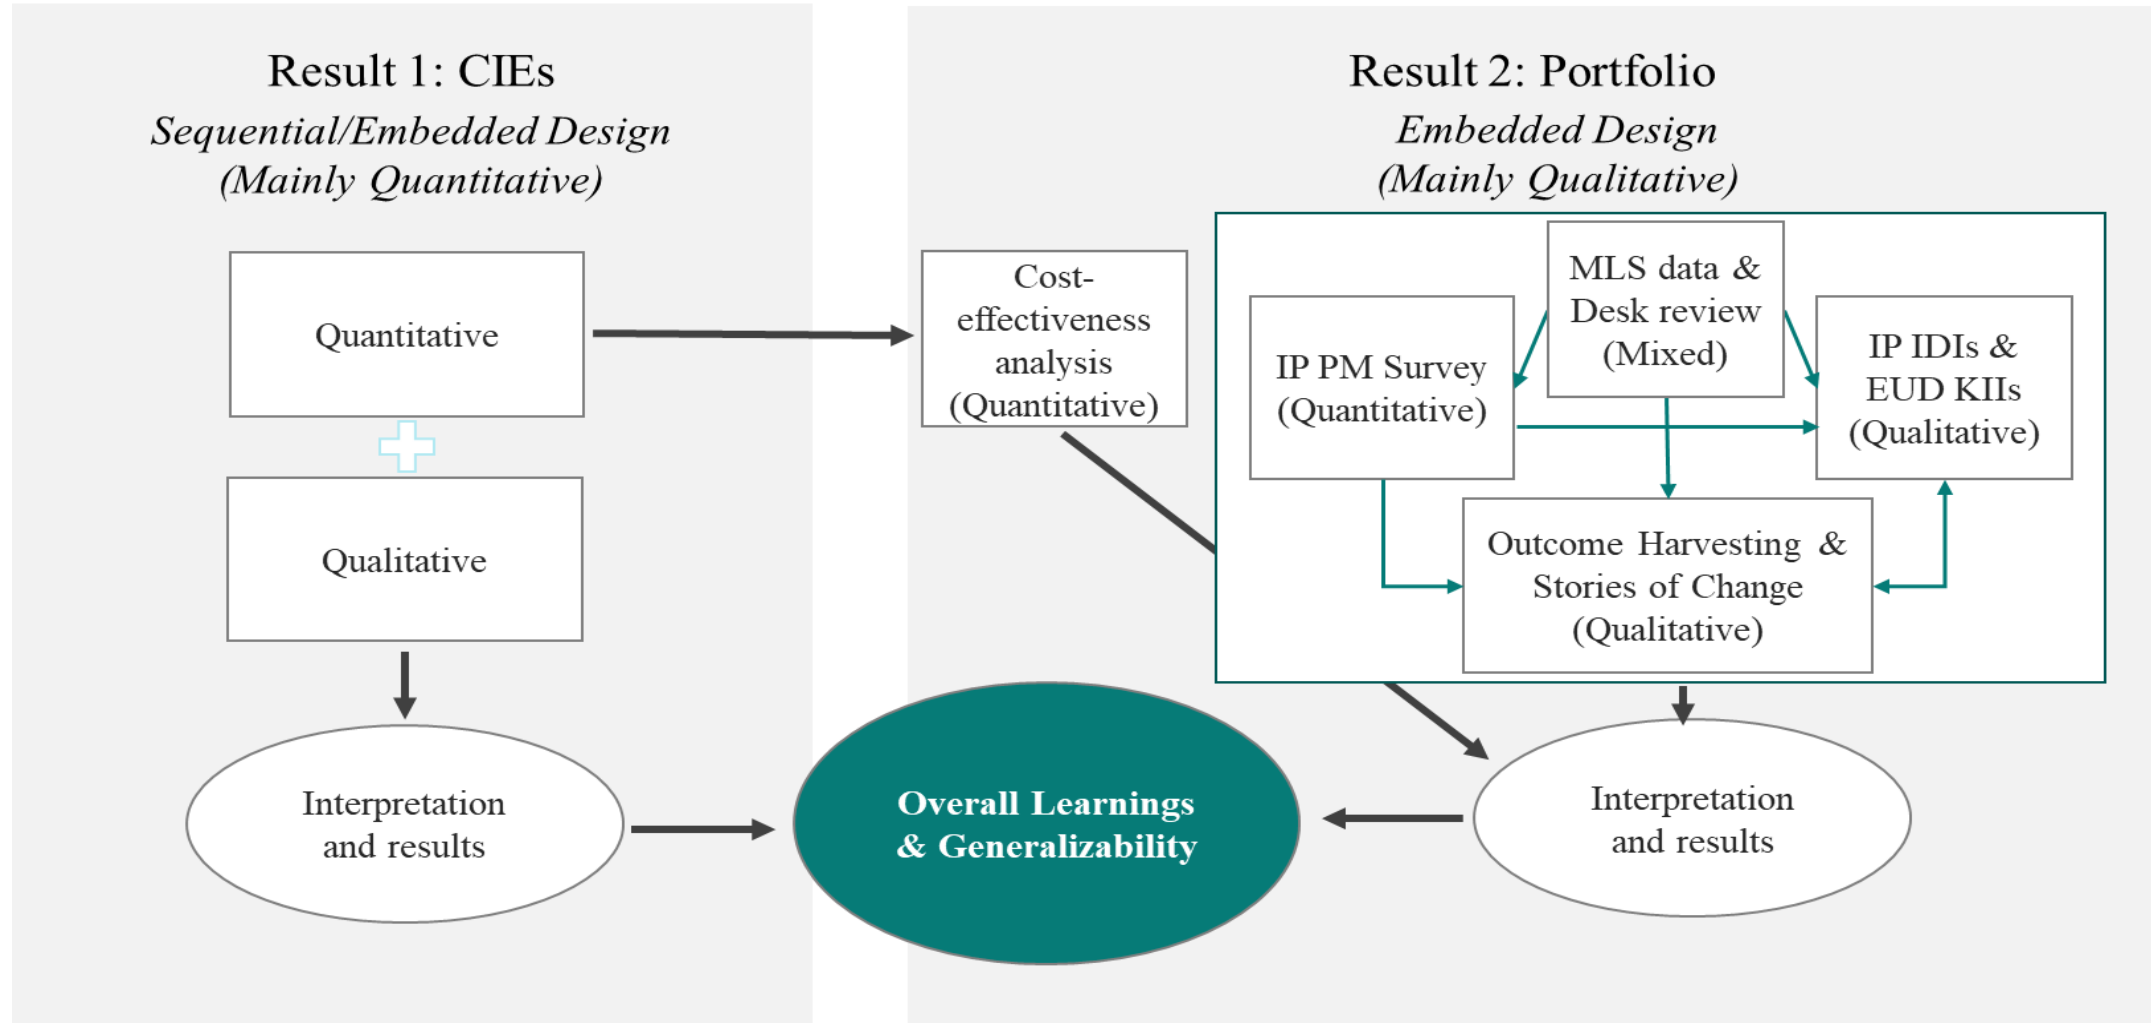 Result 1: CIEs
Sequential/Embedded Design
(Mainly Quantitative)
Quantitative
Qualitative
Interpretation
and results
Result 2: Portfolio
Embedded Design
(Mainly Qualitative)
Cost-
effectiveness
analysis
(Quantitative)
MLS data &
Desk review
(Mixed)
IP PM Survey
(Quantitative)
IP IDIs &
EUD KIIs
(Qualitative)
Outcome Harvesting &
Stories of Change
(Qualitative)
Interpretation
and results
Overall Learnings
& Generalizability